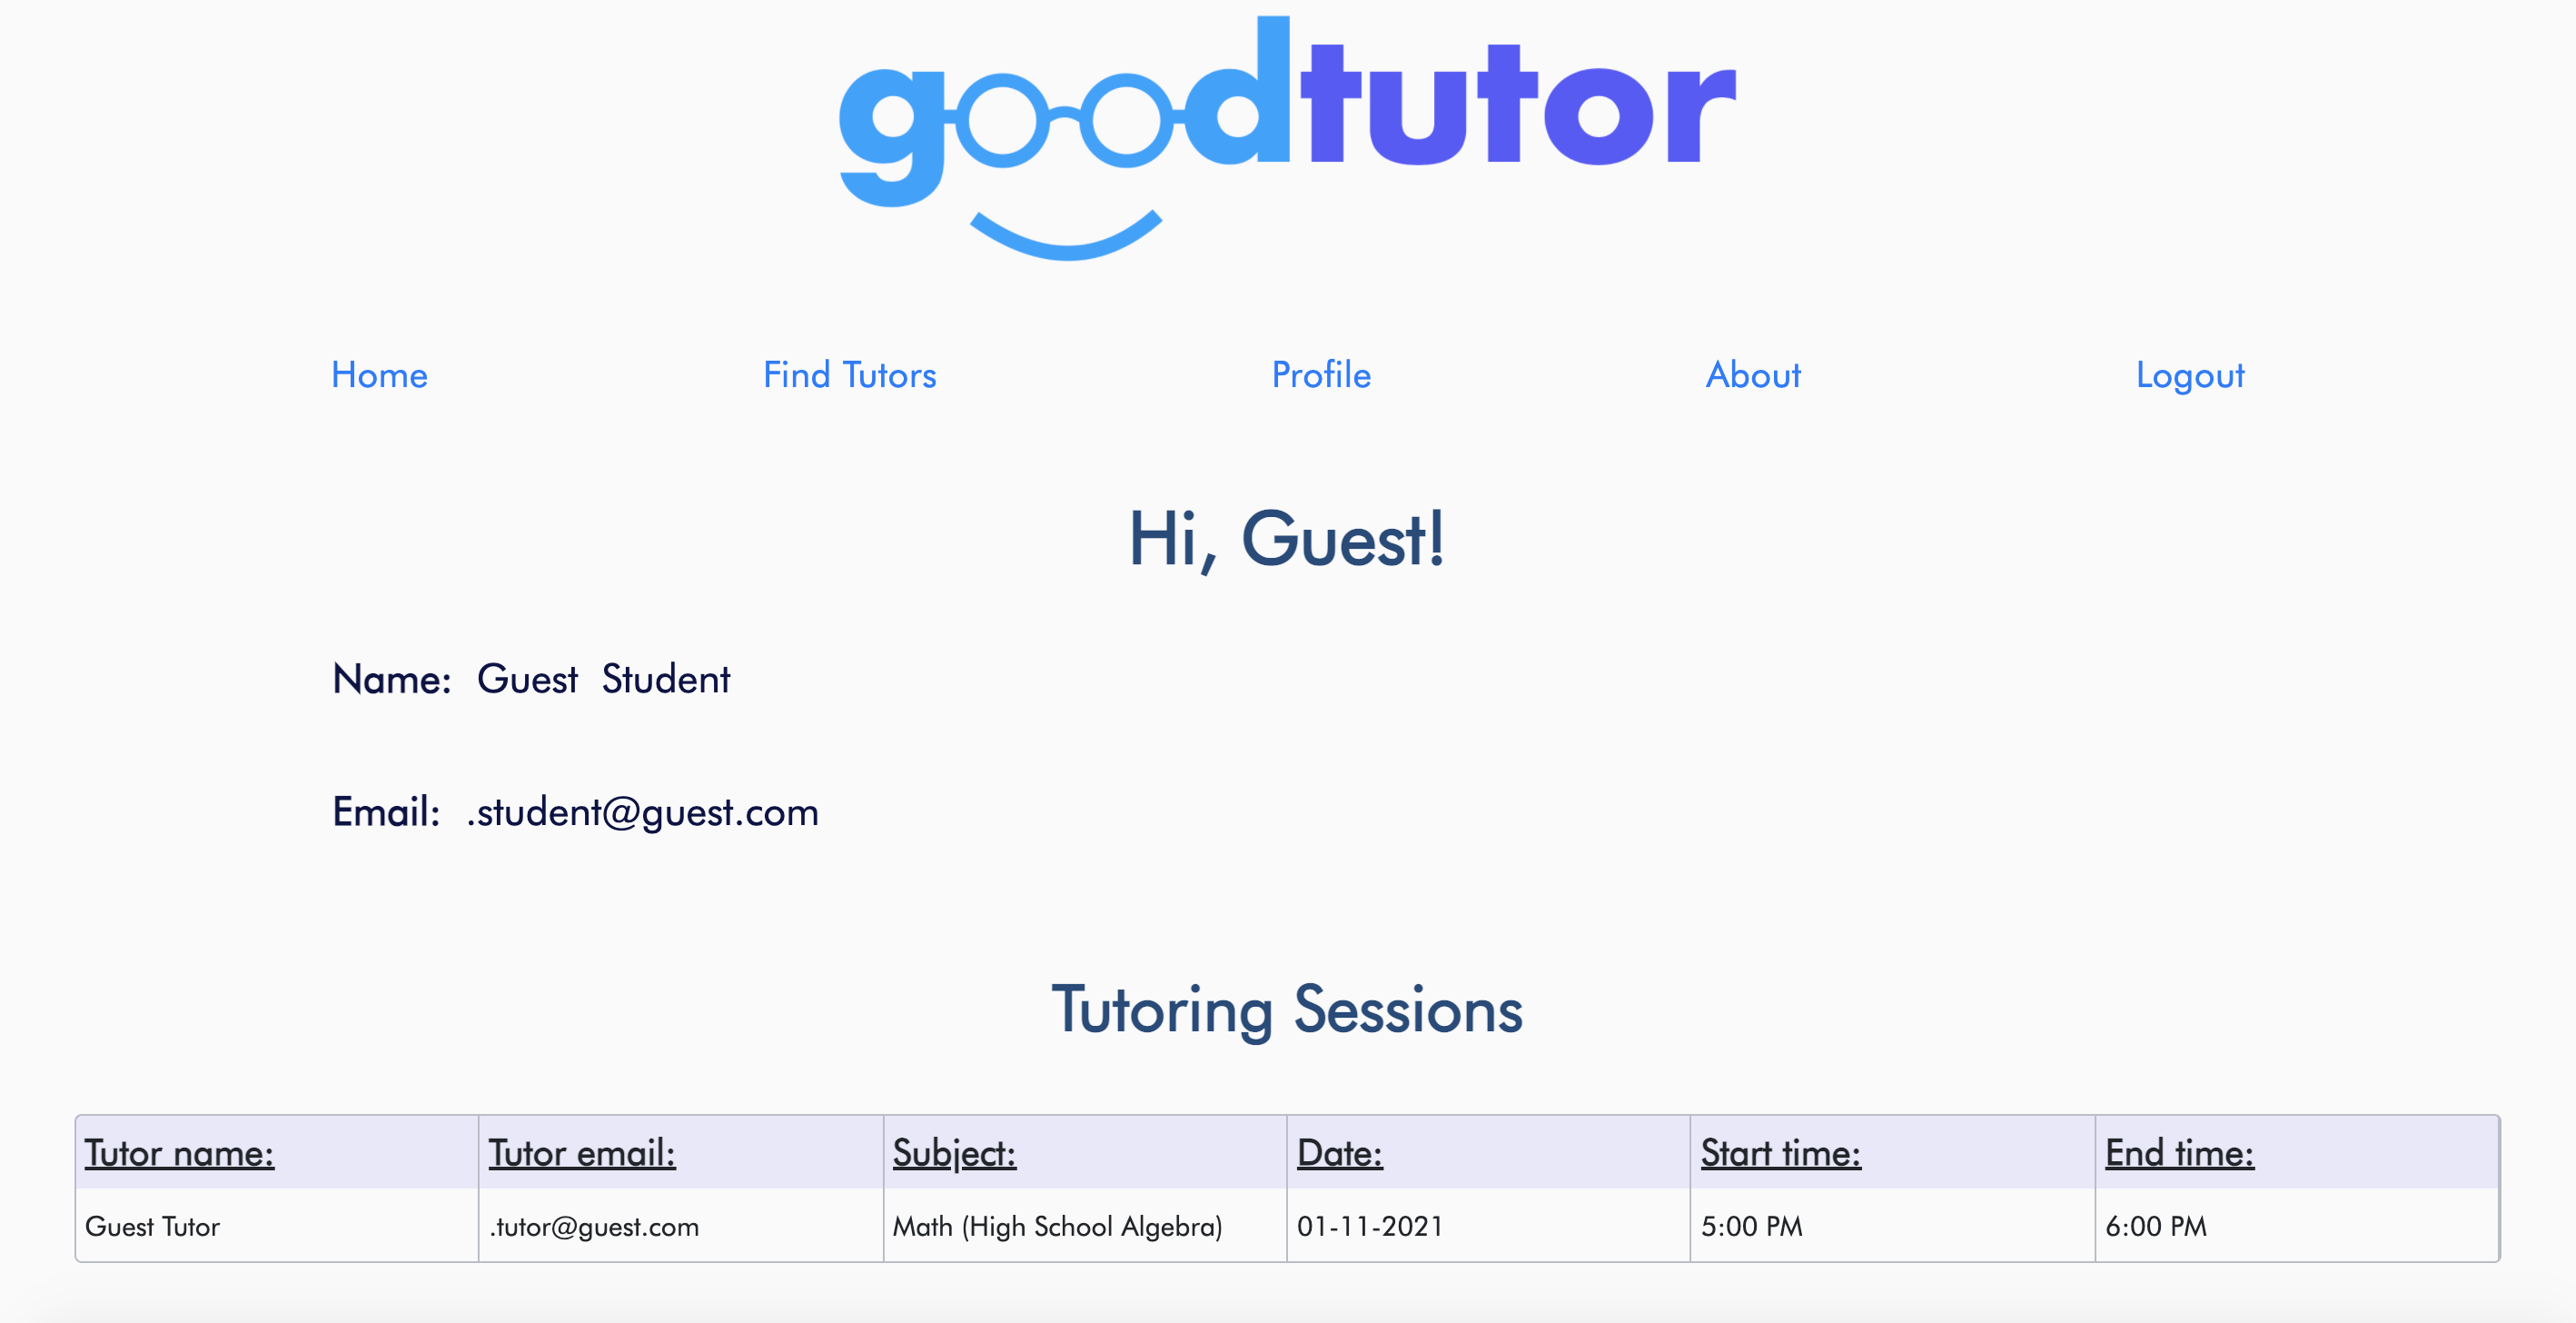 goodtutor
Home Find Tutors Profile About Logout
Hi, Guest!
Name: Guest Student
Email: .student@guest.com
Tutoring Sessions
Tutor name: Tutor email: Subject: Date: Start time: End time:
Guest Tutor .tutor@guest.com Math (High School Algebra) 01-11-2021 5:00 PM 6:00 PM